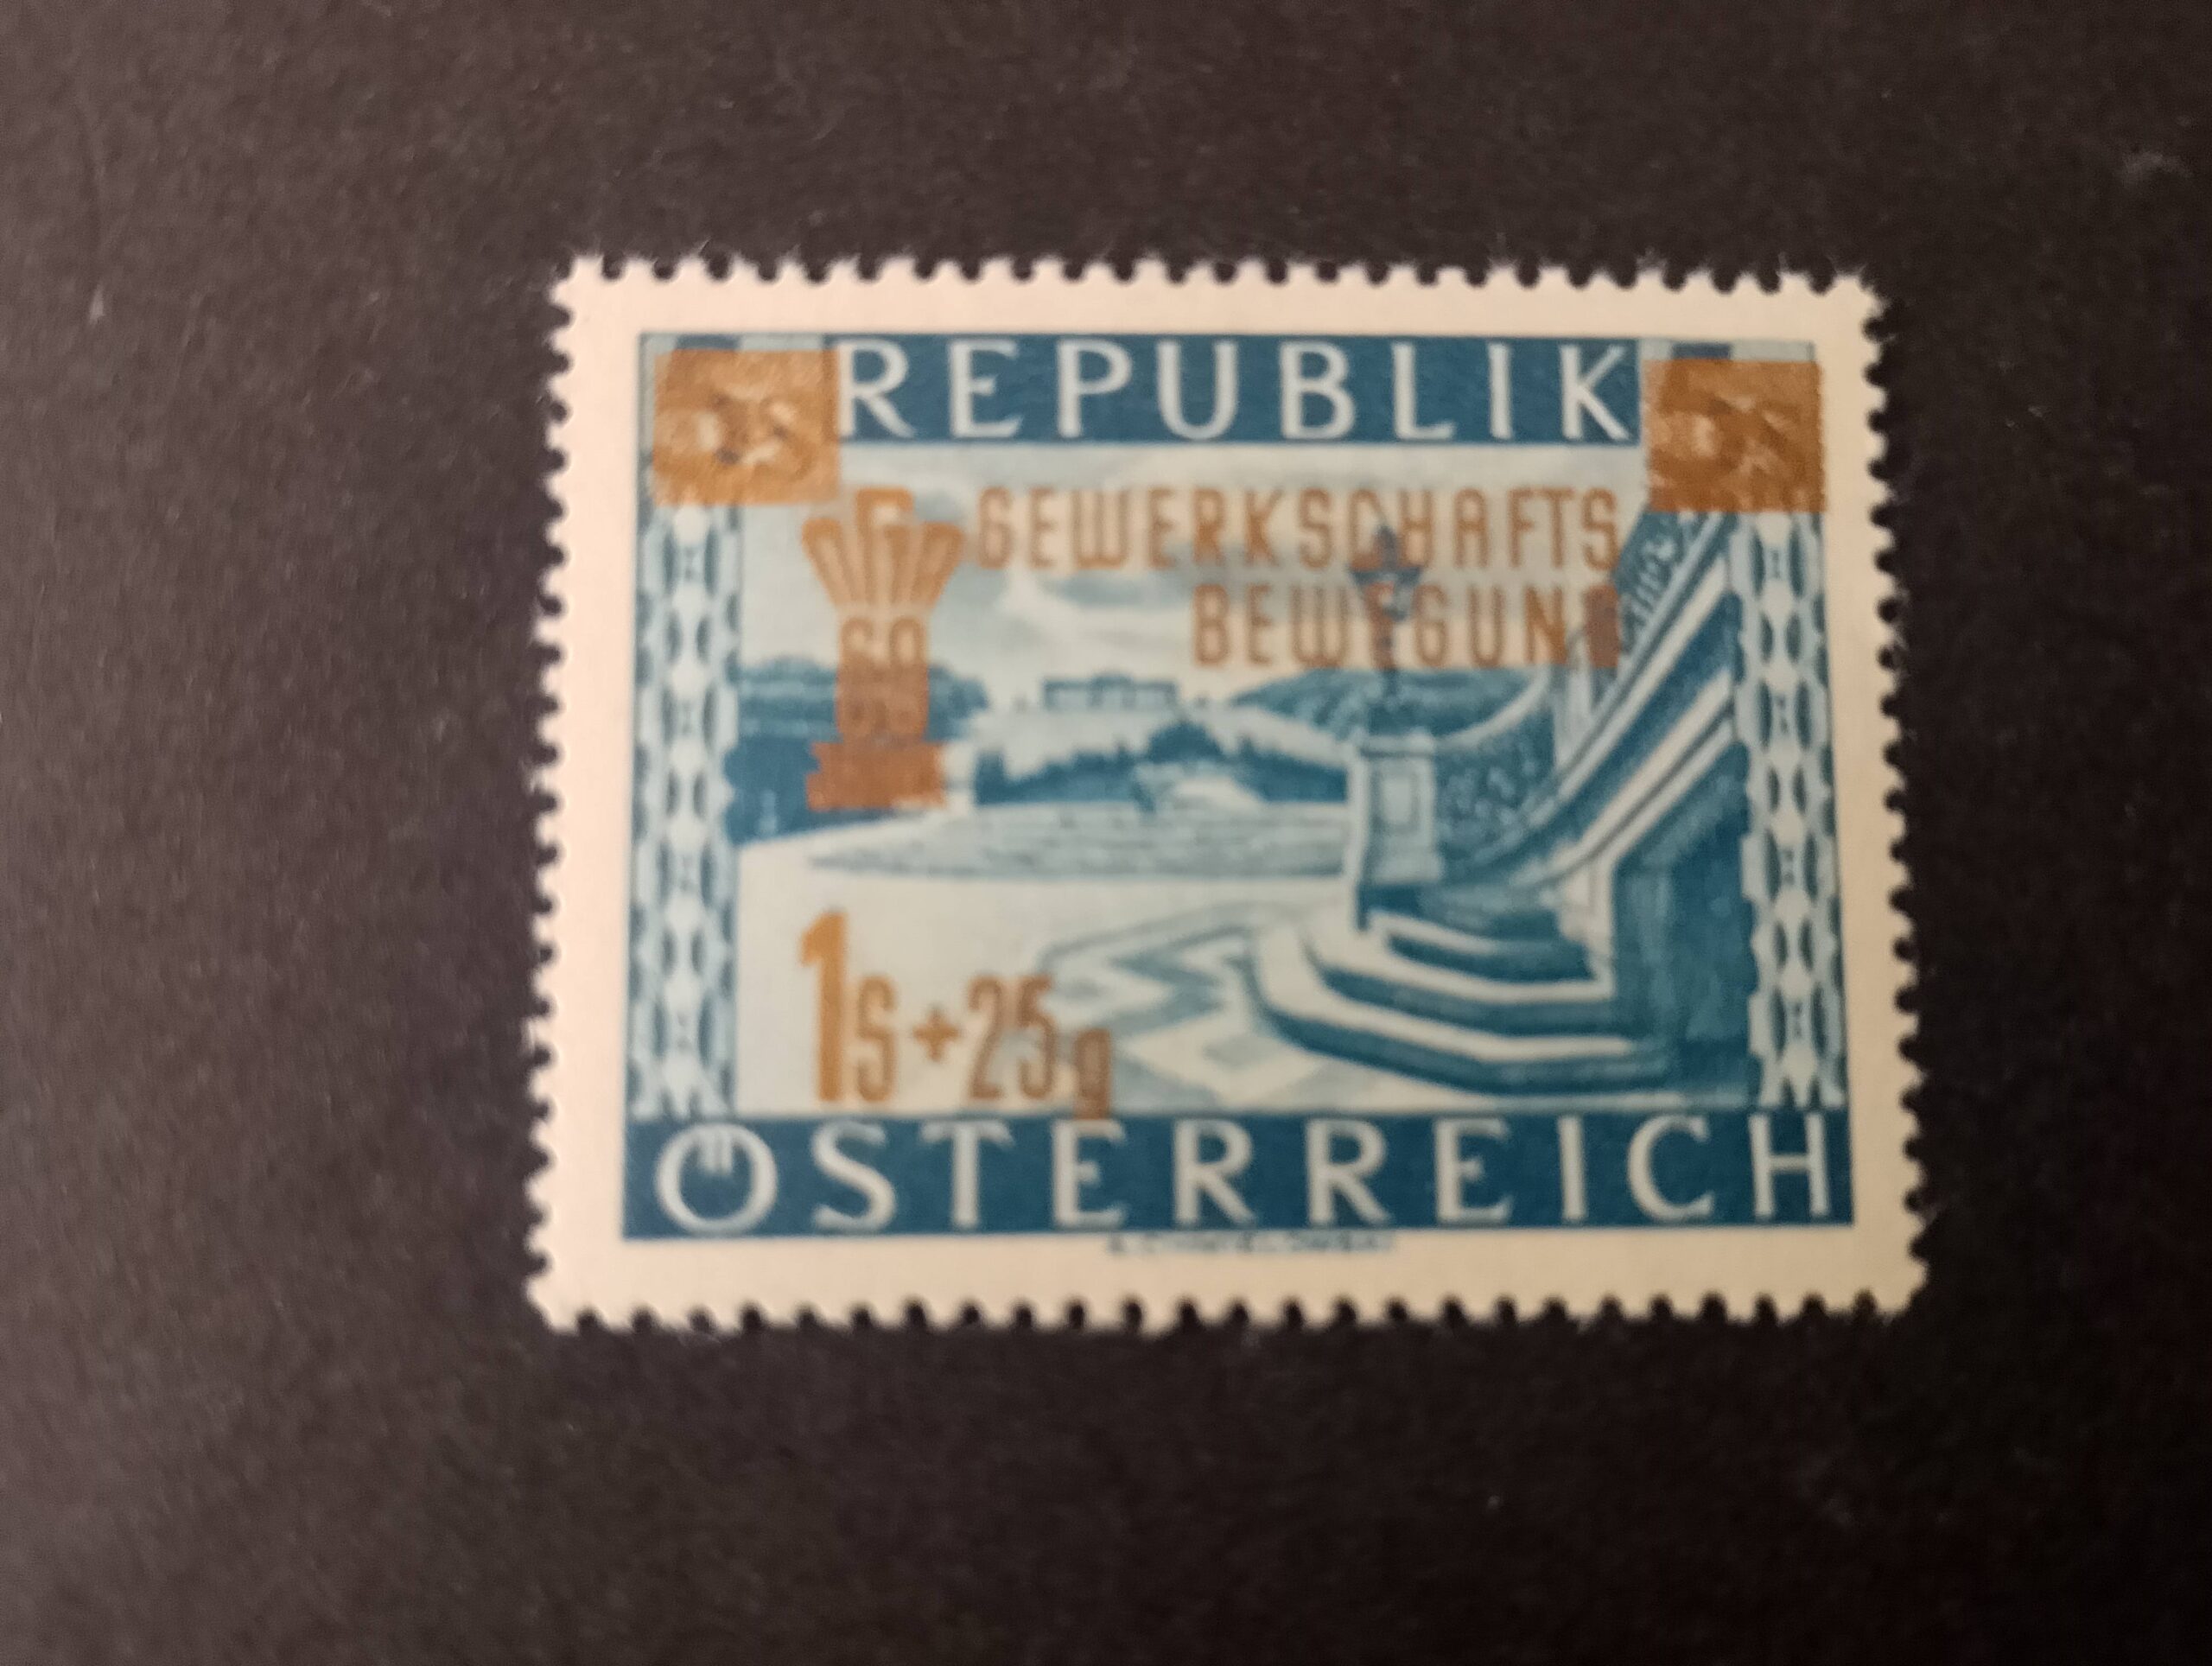 REPUBLIK
GEWERKSCHAFTS
BEWEGUNG
60
1S+25g
ÖSTERREICH